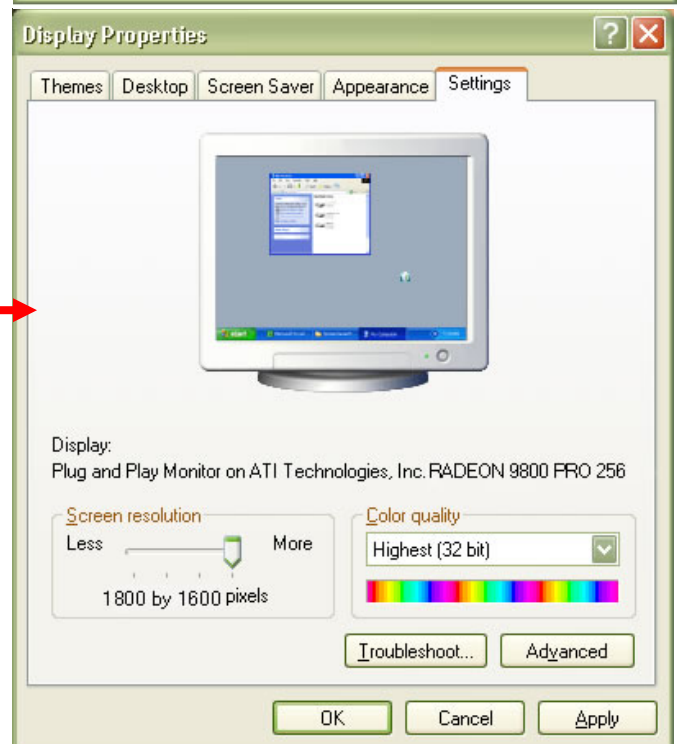 Display Properties
Themes Desktop Screen Saver Appearance Settings
start
Display:
Plug and Play Monitor on ATI Technologies, Inc. RADEON 9800 PRO 256
Screen resolution
Less More
1800 by 1600 pixels
Color quality
Highest (32 bit)
Troubleshoot... Advanced
OK Cancel Apply